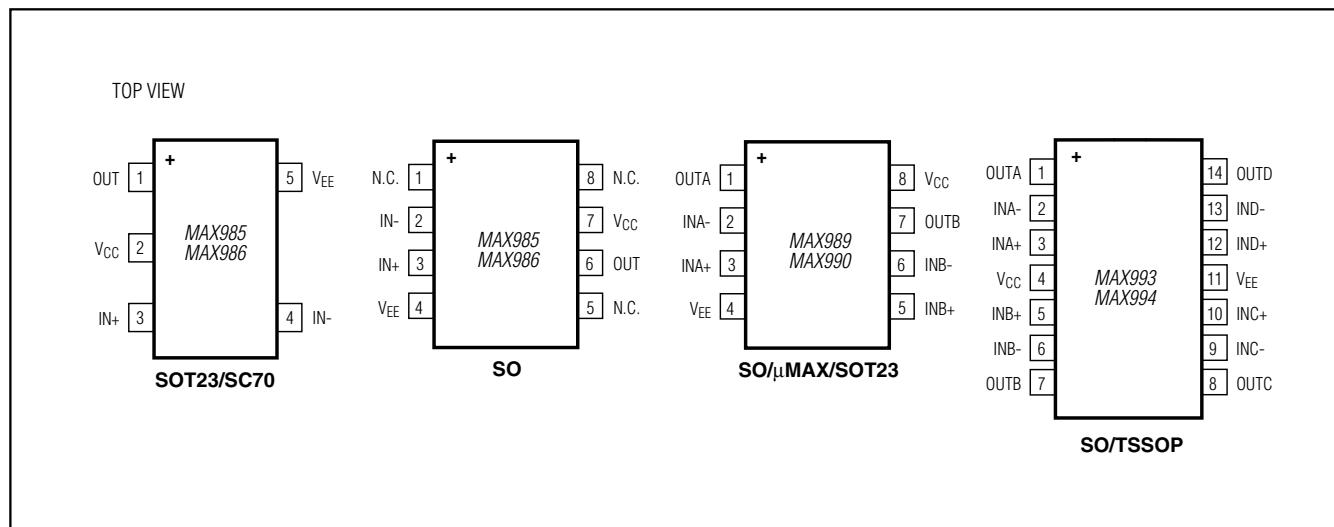 TOP VIEW
+
OUT 1
5 VEE
VCC 2
MAX985
MAX986
IN+ 3
4 IN-
SOT23/SC70
+
N.C. 1
8 N.C.
IN- 2
7 VCC
MAX985
MAX986
IN+ 3
6 OUT
VEE 4
5 N.C.
SO
+
OUTA 1
8 VCC
INA- 2
7 OUTB
MAX989
MAX990
INA+ 3
6 INB-
VEE 4
5 INB+
SO/μMAX/SOT23
+
OUTA 1
14 OUTD
INA- 2
13 IND-
INA+ 3
12 IND+
VCC 4
11 VEE
MAX993
MAX994
INB+ 5
10 INC+
INB- 6
9 INC-
OUTB 7
8 OUTC
SO/TSSOP